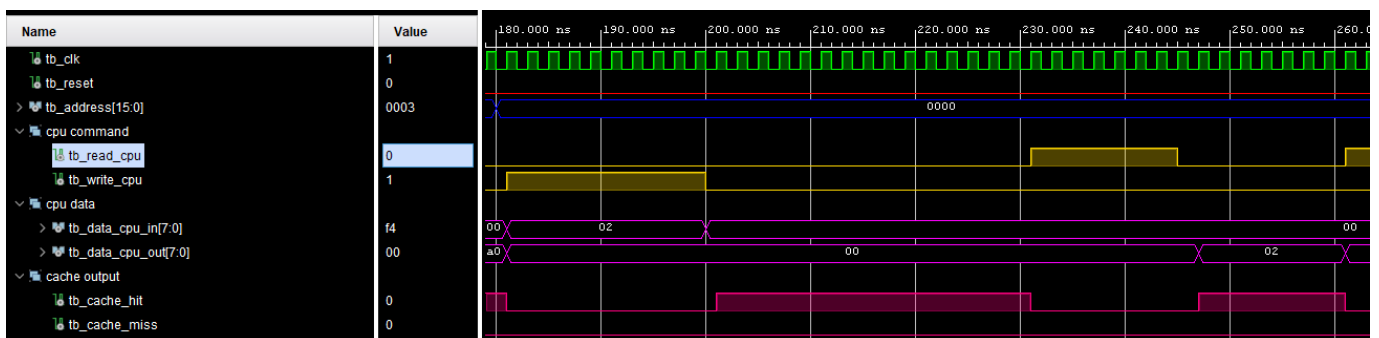 Name Value 180.000 ns 190.000 ns 200.000 ns 210.000 ns 220.000 ns 230.000 ns 240.000 ns 250.000 ns 260.0
tb_clk 1
tb_reset 0
tb_address[15:0] 0003 0000
cpu command
tb_read_cpu 0
tb_write_cpu 1
cpu data
tb_data_cpu_in[7:0] f4 00 02 00
tb_data_cpu_out[7:0] 00 a0 00 02
cache output
tb_cache_hit 0
tb_cache_miss 0